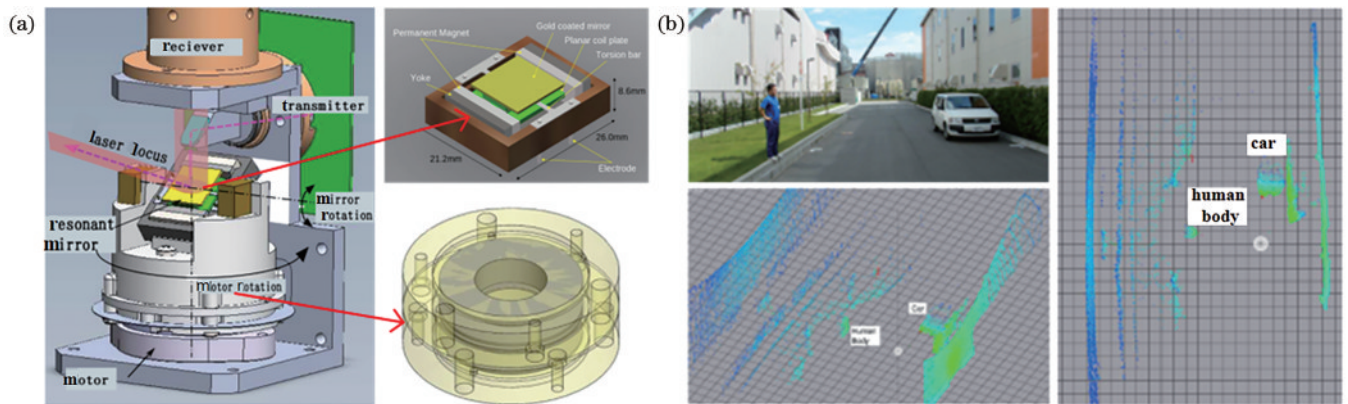 (a)
reciever
transmitter
laser locus
mirror
rotation
resonant
mirror
motor rotation
motor
Permanent Magnet
Gold coated mirror
Planar coil plate
Torsion bar
Yoke
8.6mm
26.0mm
21.2mm
Electrode
(b)
Car
Human
Body
car
human
body